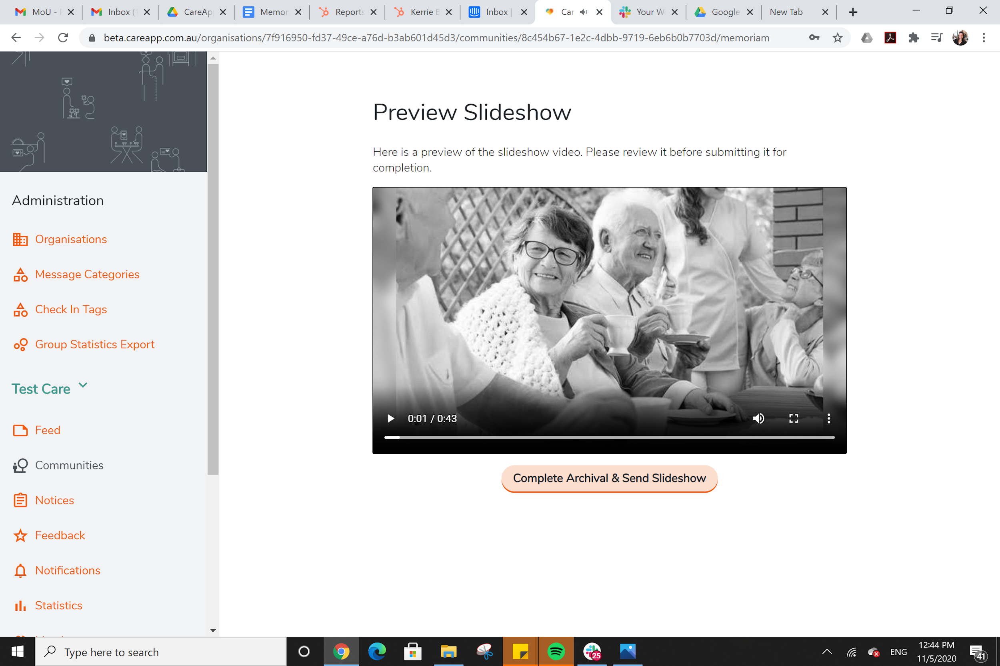 MoU -
Inbox (
CareAp
Memor
Reports
Kerrie
Inbox |
Car
Your W
Google
New Tab
beta.careapp.com.au/organisations/7f916950-fd37-49ce-a76d-b3ab601d45d3/communities/8c454b67-1e2c-4dbb-9719-6eb6b0b7703d/memoriam
Administration
Organisations
Message Categories
Check In Tags
Group Statistics Export
Test Care
Feed
Communities
Notices
Feedback
Notifications
Statistics
Preview Slideshow
Here is a preview of the slideshow video. Please review it before submitting it for
completion.
0:01 / 0:43
Complete Archival & Send Slideshow
Type here to search
25
ENG
12:44 PM
11/5/2020
41